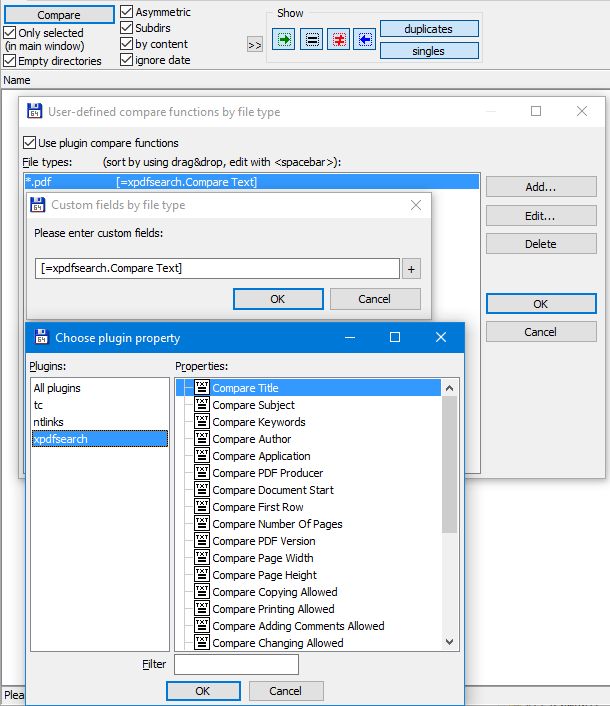 Compare
Only selected
(in main window)
Empty directories
Asymmetric
Subdirs
by content
ignore date
>>
Show
duplicates
singles
Name
User-defined compare functions by file type
Use plugin compare functions
File types: (sort by using drag&drop, edit with <spacebar>):
*.pdf [=xpdfsearch.Compare Text]
Add...
Edit...
Delete
OK
Cancel
Custom fields by file type
Please enter custom fields:
[=xpdfsearch.Compare Text]
+
OK
Cancel
Choose plugin property
Plugins:
All plugins
tc
ntlinks
xpdfsearch
Properties:
Compare Title
Compare Subject
Compare Keywords
Compare Author
Compare Application
Compare PDF Producer
Compare Document Start
Compare First Row
Compare Number Of Pages
Compare PDF Version
Compare Page Width
Compare Page Height
Compare Copying Allowed
Compare Printing Allowed
Compare Adding Comments Allowed
Compare Changing Allowed
Filter
OK
Cancel
Plea